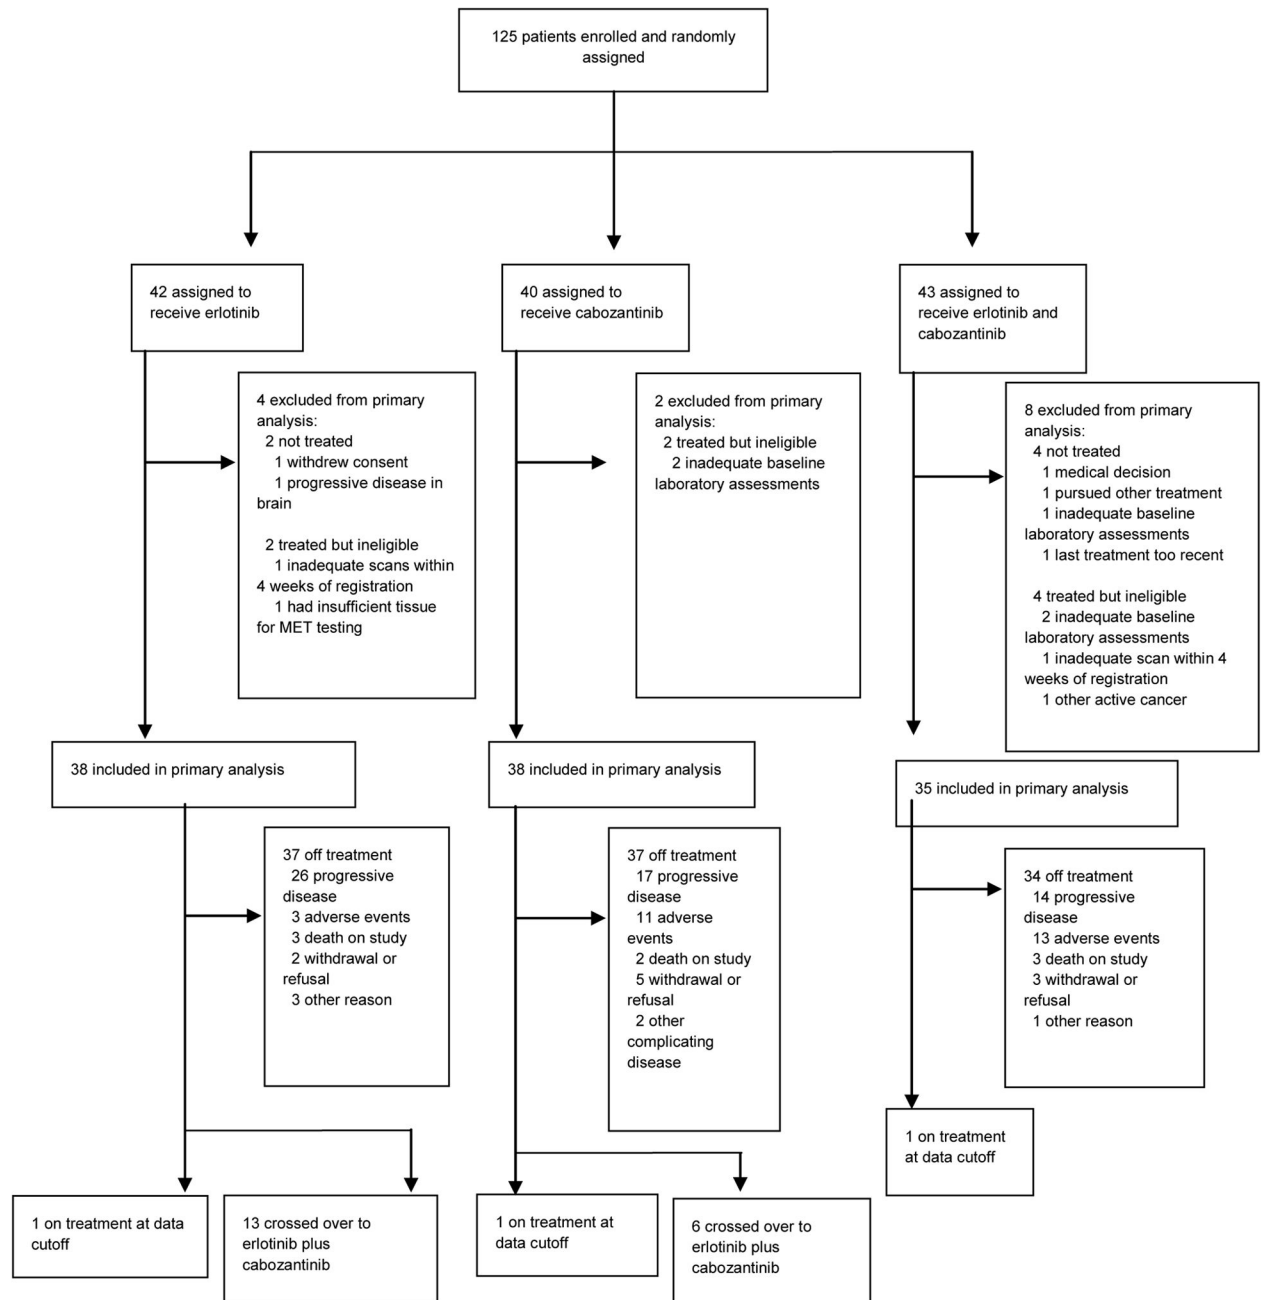 125 patients enrolled and randomly
assigned
42 assigned to
receive erlotinib
40 assigned to
receive cabozantinib
43 assigned to
receive erlotinib and
cabozantinib
4 excluded from primary
analysis:
2 not treated
1 withdrew consent
1 progressive disease in
brain
2 treated but ineligible
1 inadequate scans within
4 weeks of registration
1 had insufficient tissue
for MET testing
2 excluded from primary
analysis:
2 treated but ineligible
2 inadequate baseline
laboratory assessments
8 excluded from primary
analysis:
4 not treated
1 medical decision
1 pursued other treatment
1 inadequate baseline
laboratory assessments
1 last treatment too recent
4 treated but ineligible
2 inadequate baseline
laboratory assessments
1 inadequate scan within 4
weeks of registration
1 other active cancer
38 included in primary analysis
38 included in primary analysis
35 included in primary analysis
37 off treatment
26 progressive
disease
3 adverse events
3 death on study
2 withdrawal or
refusal
3 other reason
37 off treatment
17 progressive
disease
11 adverse
events
2 death on study
5 withdrawal or
refusal
2 other
complicating
disease
34 off treatment
14 progressive
disease
13 adverse events
3 death on study
3 withdrawal or
refusal
1 other reason
1 on treatment at data
cutoff
13 crossed over to
erlotinib plus
cabozantinib
1 on treatment at
data cutoff
6 crossed over to
erlotinib plus
cabozantinib
1 on treatment
at data cutoff